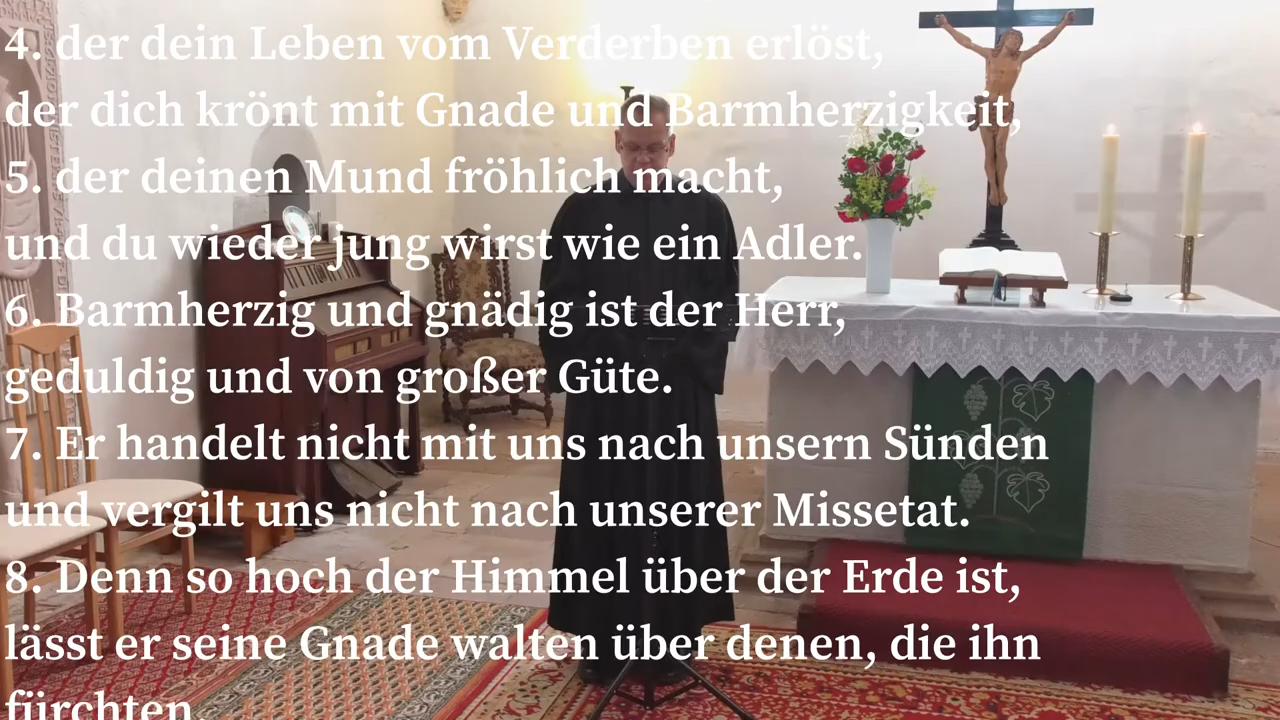 4. der dein Leben vom Verderben erlöst,
der dich krönt mit Gnade und Barmherzigkeit,
5. der deinen Mund fröhlich macht,
und du wieder jung wirst wie ein Adler.
6. Barmherzig und gnädig ist der Herr,
geduldig und von großer Güte.
7. Er handelt nicht mit uns nach unsern Sünden
und vergilt uns nicht nach unserer Missetat.
8. Denn so hoch der Himmel über der Erde ist,
lässt er seine Gnade walten über denen, die ihn
fürchten.